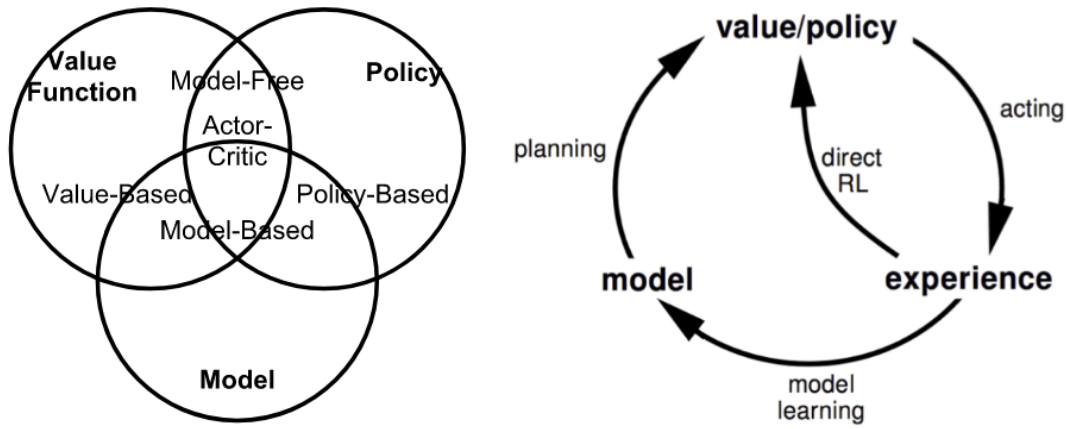 Value
Function
Policy
Model-Free
Actor-
Critic
Value-Based
Policy-Based
Model-Based
Model
value/policy
acting
planning
direct
RL
model
experience
model
learning